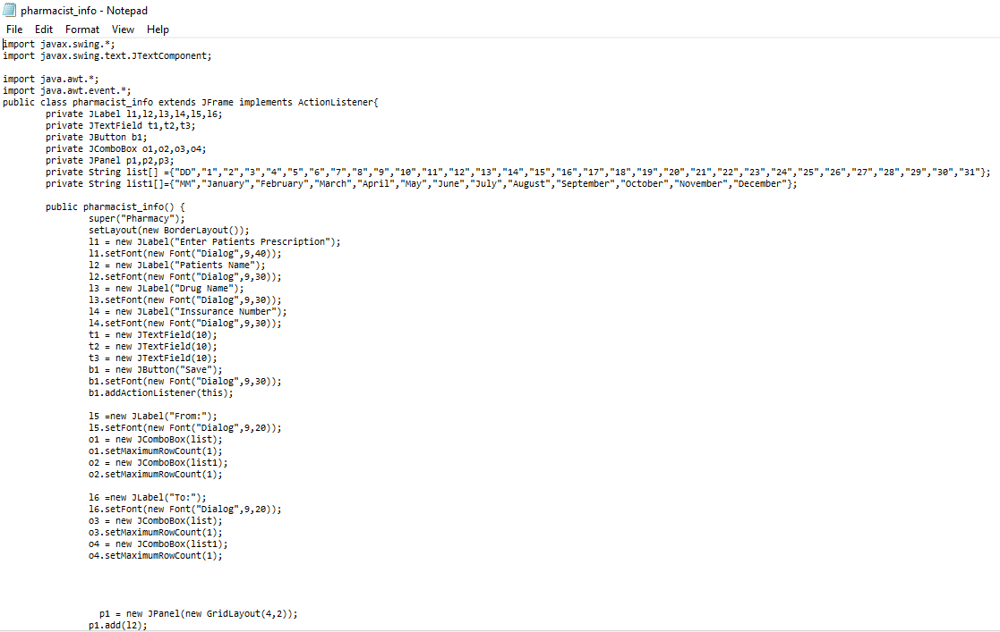 pharmacist_info - Notepad
File Edit Format View Help
import javax.swing.*;
import javax.swing.text.JTextComponent;

import java.awt.*;
import java.awt.event.*;
public class pharmacist_info extends JFrame implements ActionListener{
        private JLabel l1,l2,l3,l4,l5,l6;
        private JTextField t1,t2,t3;
        private JButton b1;
        private JComboBox o1,o2,o3,o4;
        private JPanel p1,p2,p3;
        private String list[] ={"DD","1","2","3","4","5","6","7","8","9","10","11","12","13","14","15","16","17","18","19","20","21","22","23","24","25","26","27","28","29","30","31"};
        private String list1[]={"MM","January","February","March","April","May","June","July","August","September","October","November","December"};

        public pharmacist_info() {
                super("Pharmacy");
                setLayout(new BorderLayout());
                l1 = new JLabel("Enter Patients Prescription");
                l1.setFont(new Font("Dialog",9,40));
                l2 = new JLabel("Patients Name");
                l2.setFont(new Font("Dialog",9,30));
                l3 = new JLabel("Drug Name");
                l3.setFont(new Font("Dialog",9,30));
                l4 = new JLabel("Inssurance Number");
                l4.setFont(new Font("Dialog",9,30));
                t1 = new JTextField(10);
                t2 = new JTextField(10);
                t3 = new JTextField(10);
                b1 = new JButton("Save");
                b1.setFont(new Font("Dialog",9,30));
                b1.addActionListener(this);

                l5 =new JLabel("From:");
                l5.setFont(new Font("Dialog",9,20));
                o1 = new JComboBox(list);
                o1.setMaximumRowCount(1);
                o2 = new JComboBox(list1);
                o2.setMaximumRowCount(1);

                l6 =new JLabel("To:");
                l6.setFont(new Font("Dialog",9,20));
                o3 = new JComboBox(list);
                o3.setMaximumRowCount(1);
                o4 = new JComboBox(list1);
                o4.setMaximumRowCount(1);

                  p1 = new JPanel(new GridLayout(4,2));
                p1.add(l2);